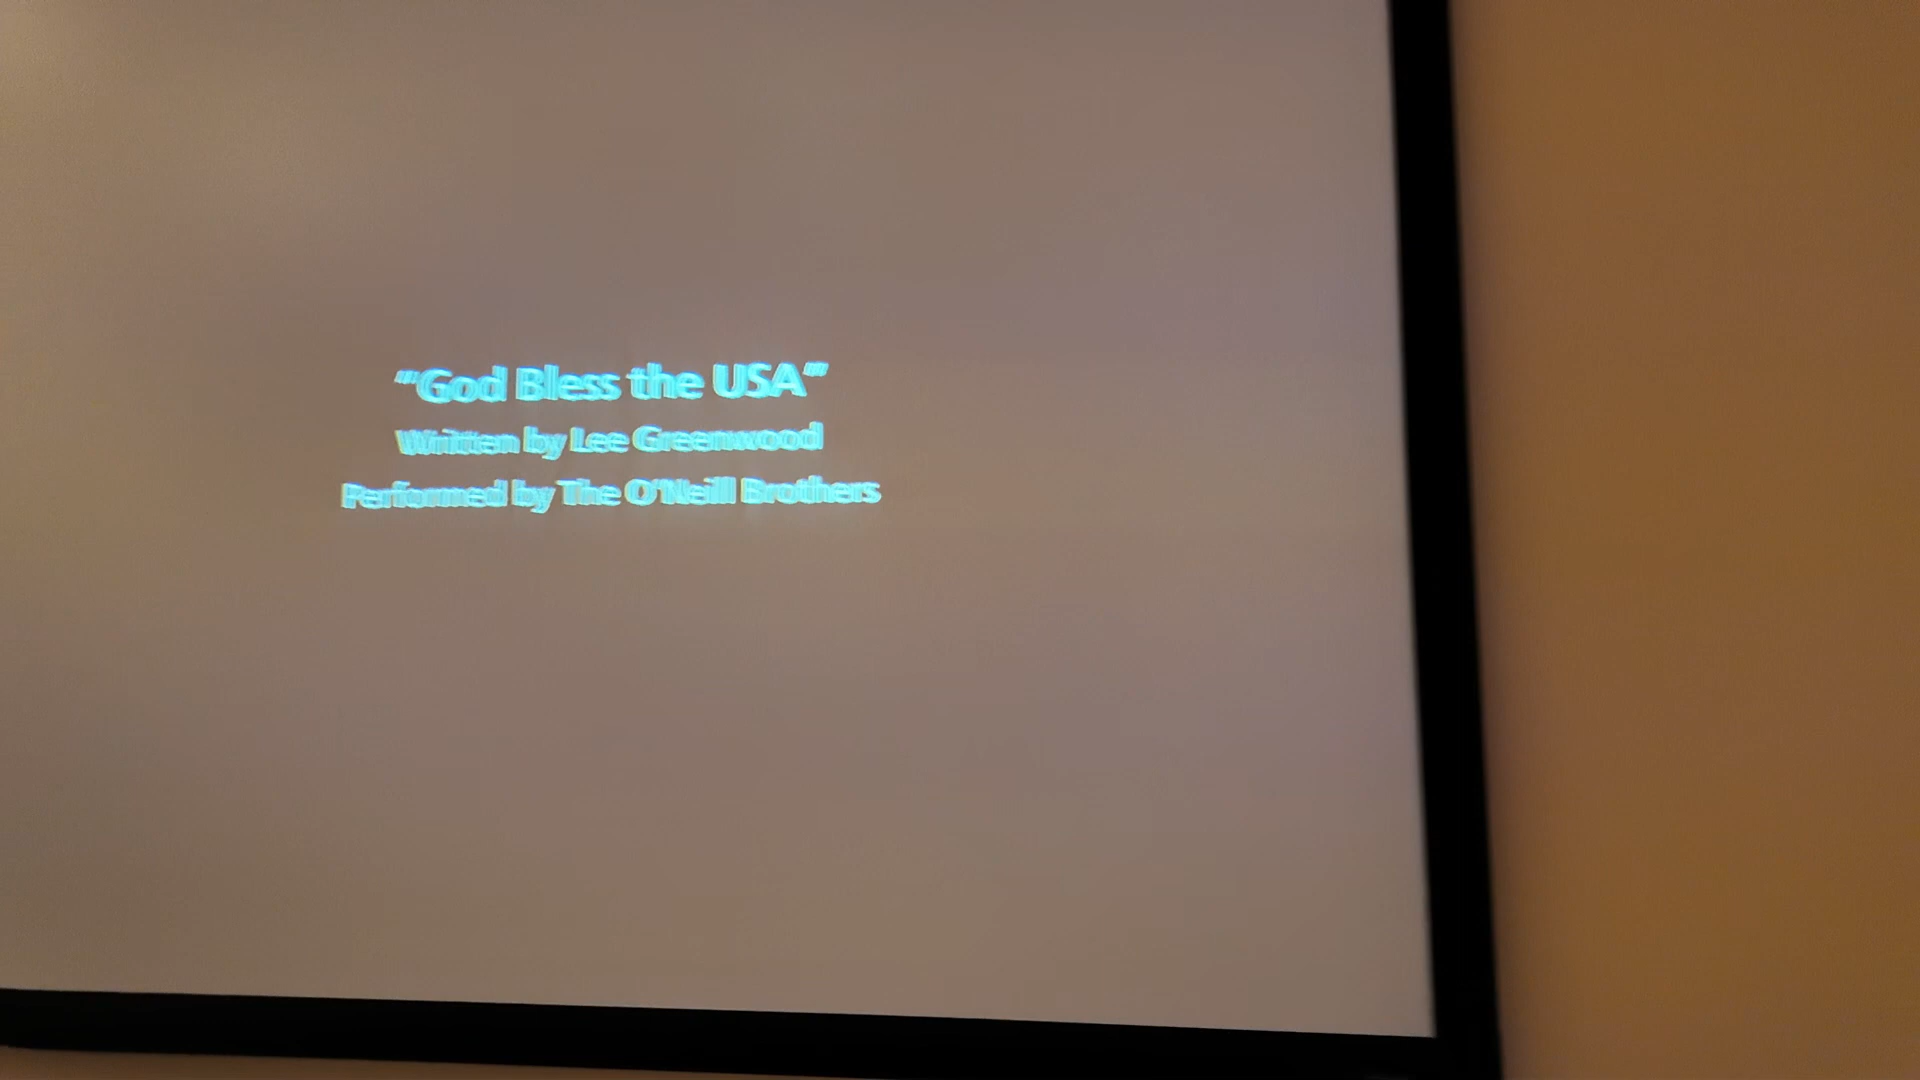 "God Bless the USA"
Written by Lee Greenwood
Performed by The O'Neill Brothers